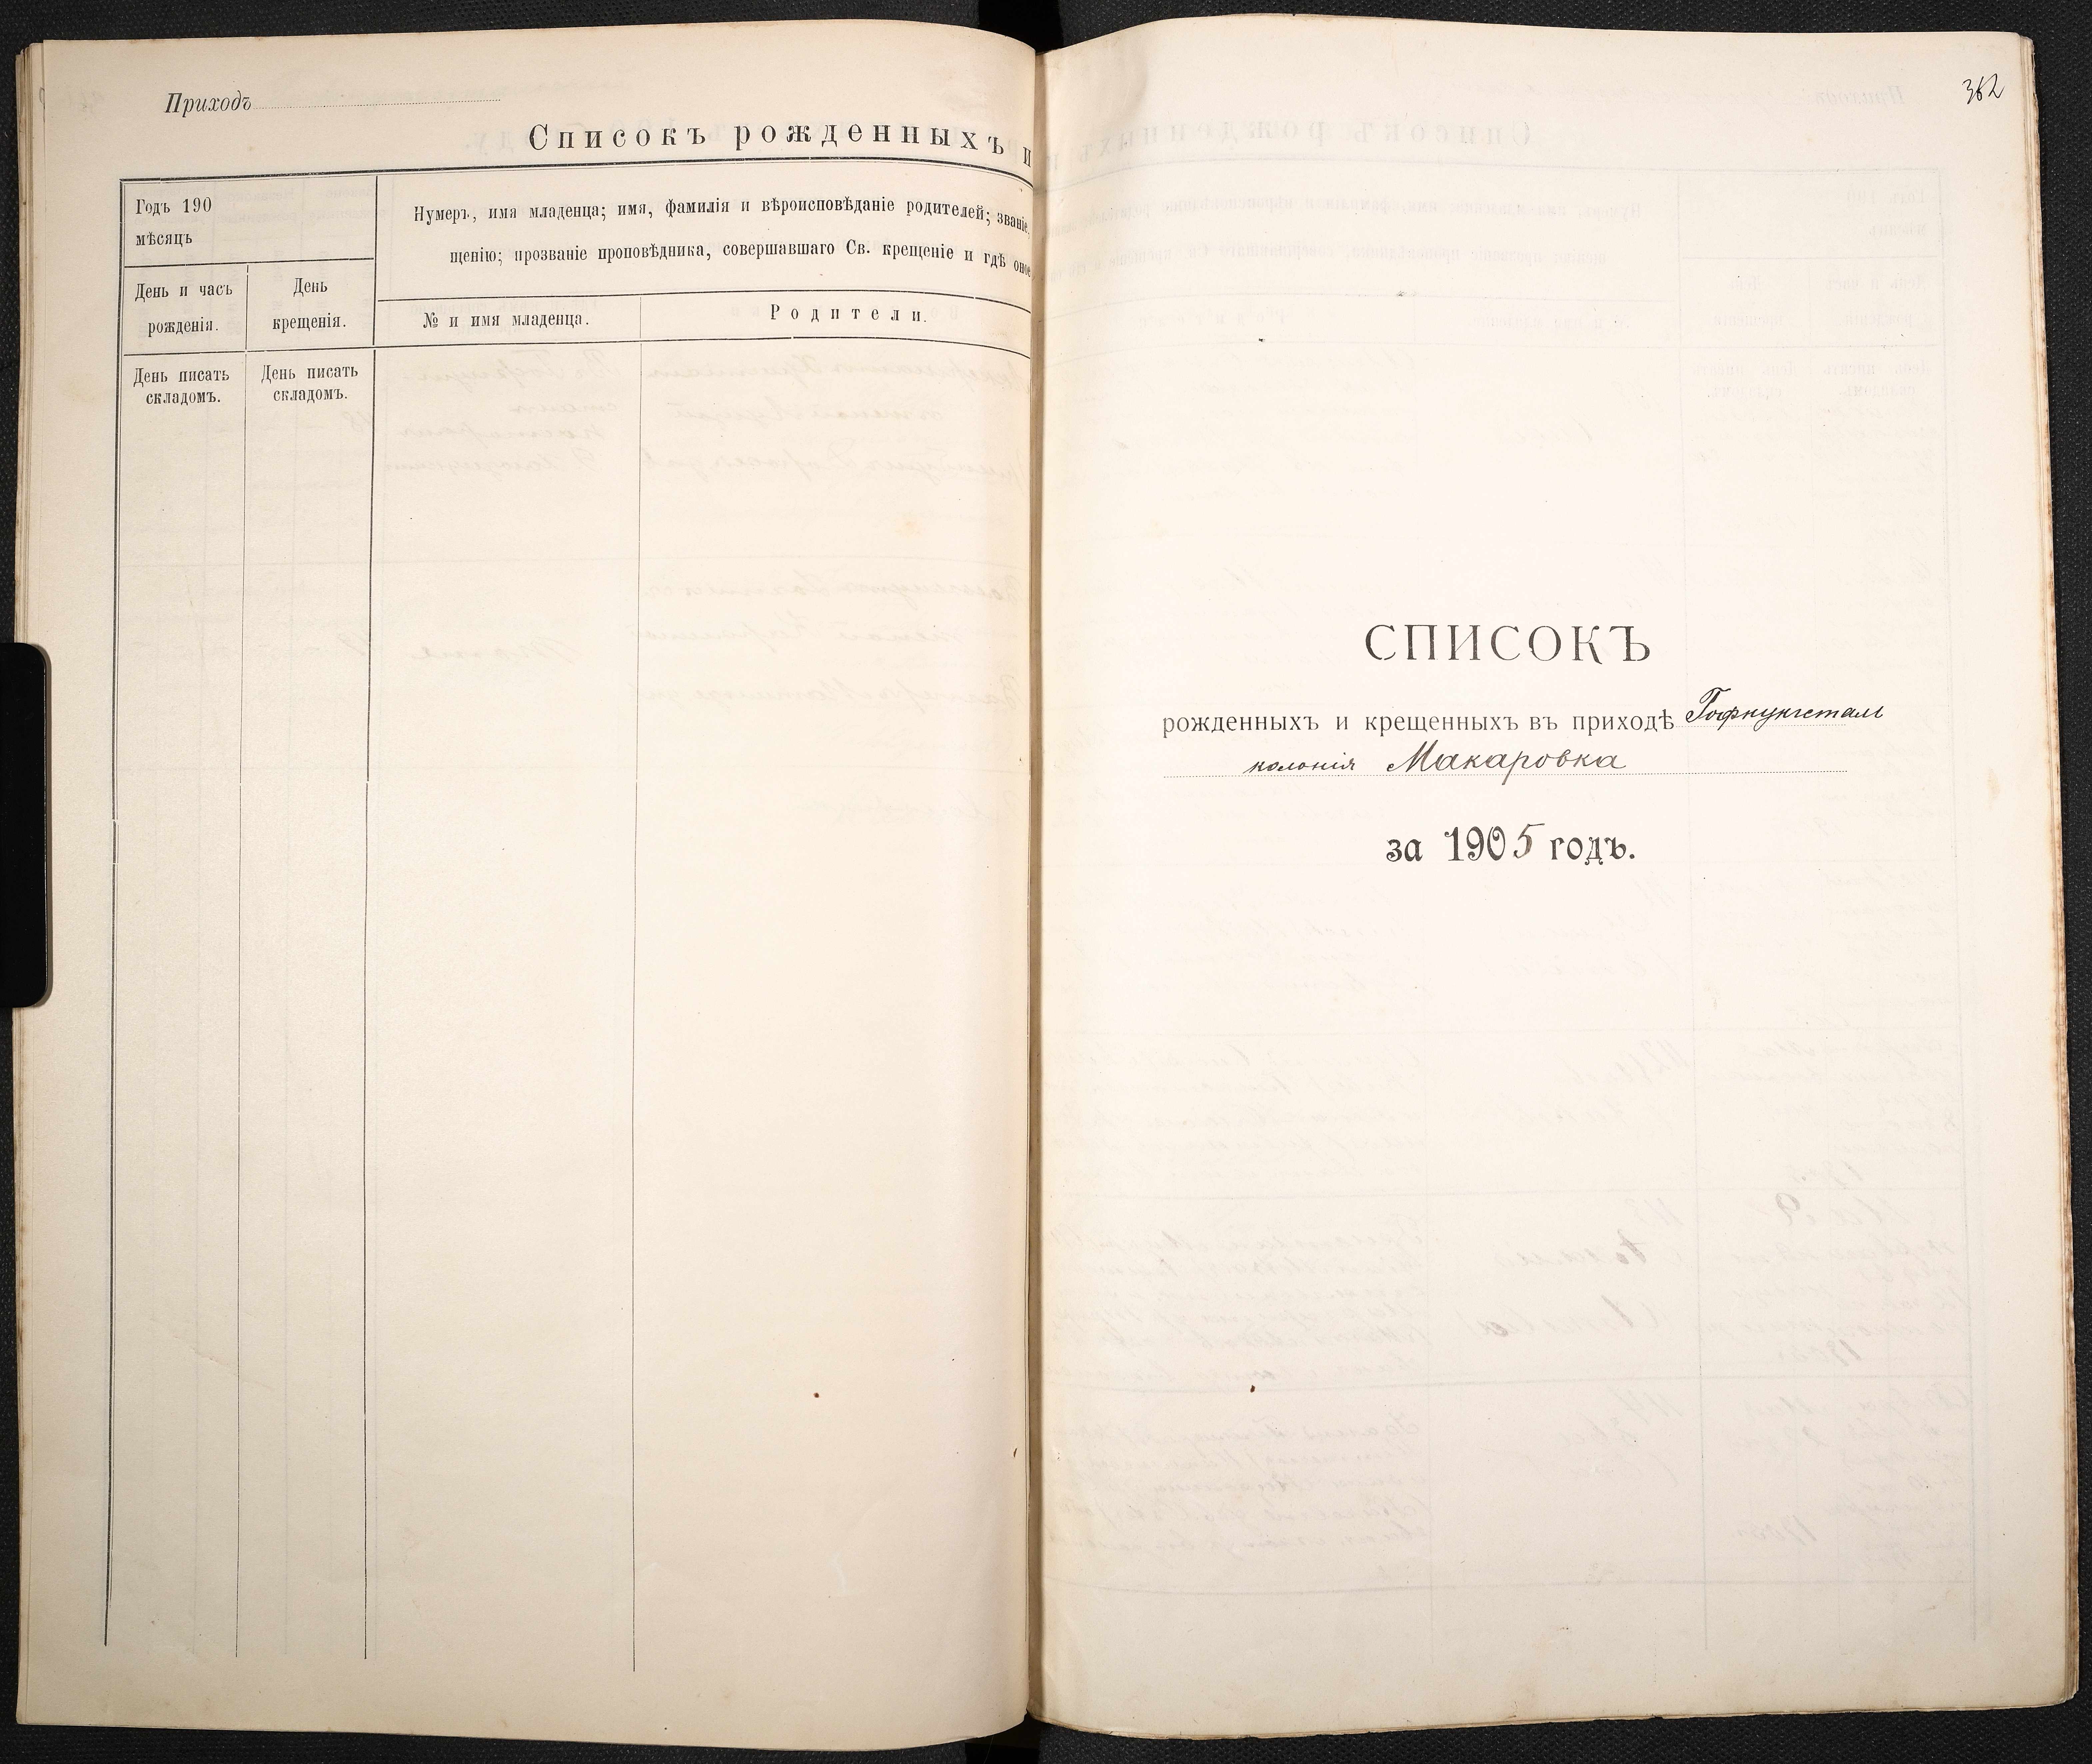 Приходъ
Списокъ рожденныхъ и
Годъ 190
мѣсяцъ
Нумеръ, имя младенца; имя, фамилія и вѣроисповѣданіе родителей; званіе,
щенію; прозваніе проповѣдника, совершавшаго Св. крещеніе и гдѣ оное
День и часъ
рожденія.
День
крещенія.
№ и имя младенца.
Родители.
День писать
складомъ.
День писать
складомъ.
362
СПИСОКЪ
рожденныхъ и крещенныхъ въ приходѣ Гофнунгсталь
колонія Макаровка
за 1905 годъ.